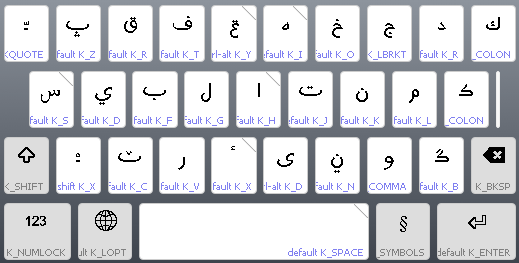 ك د ج خ ه ف ق
KQUOTE fault K_Z fault K_R fault K_T rl-alt K_Y fault K_I fault K_O K_LBRKT fault K_R _COLON
ک م ن ت ا ل ب ي س
fault K_S fault K_D fault K_F fault K_G fault K_H fault K_J fault K_K fault K_L _COLON
و ى ر
K_SHIFT shift K_X fault K_C fault K_V fault K_X rl-alt K_D fault K_N COMMA fault K_B K_BKSP
123 §
K_NUMLOCK ult K_LOPT default K_SPACE _SYMBOLS default K_ENTER